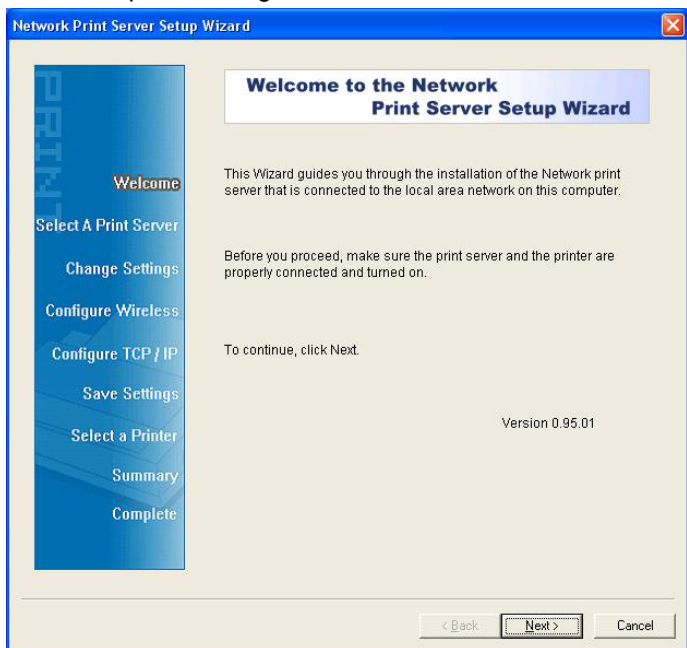 Network Print Server Setup Wizard
PRINT
Welcome
Select A Print Server
Change Settings
Configure Wireless
Configure TCP / IP
Save Settings
Select a Printer
Summary
Complete
Welcome to the Network
Print Server Setup Wizard
This Wizard guides you through the installation of the Network print
server that is connected to the local area network on this computer.
Before you proceed, make sure the print server and the printer are
properly connected and turned on.
To continue, click Next.
Version 0.95.01
< Back
Next >
Cancel